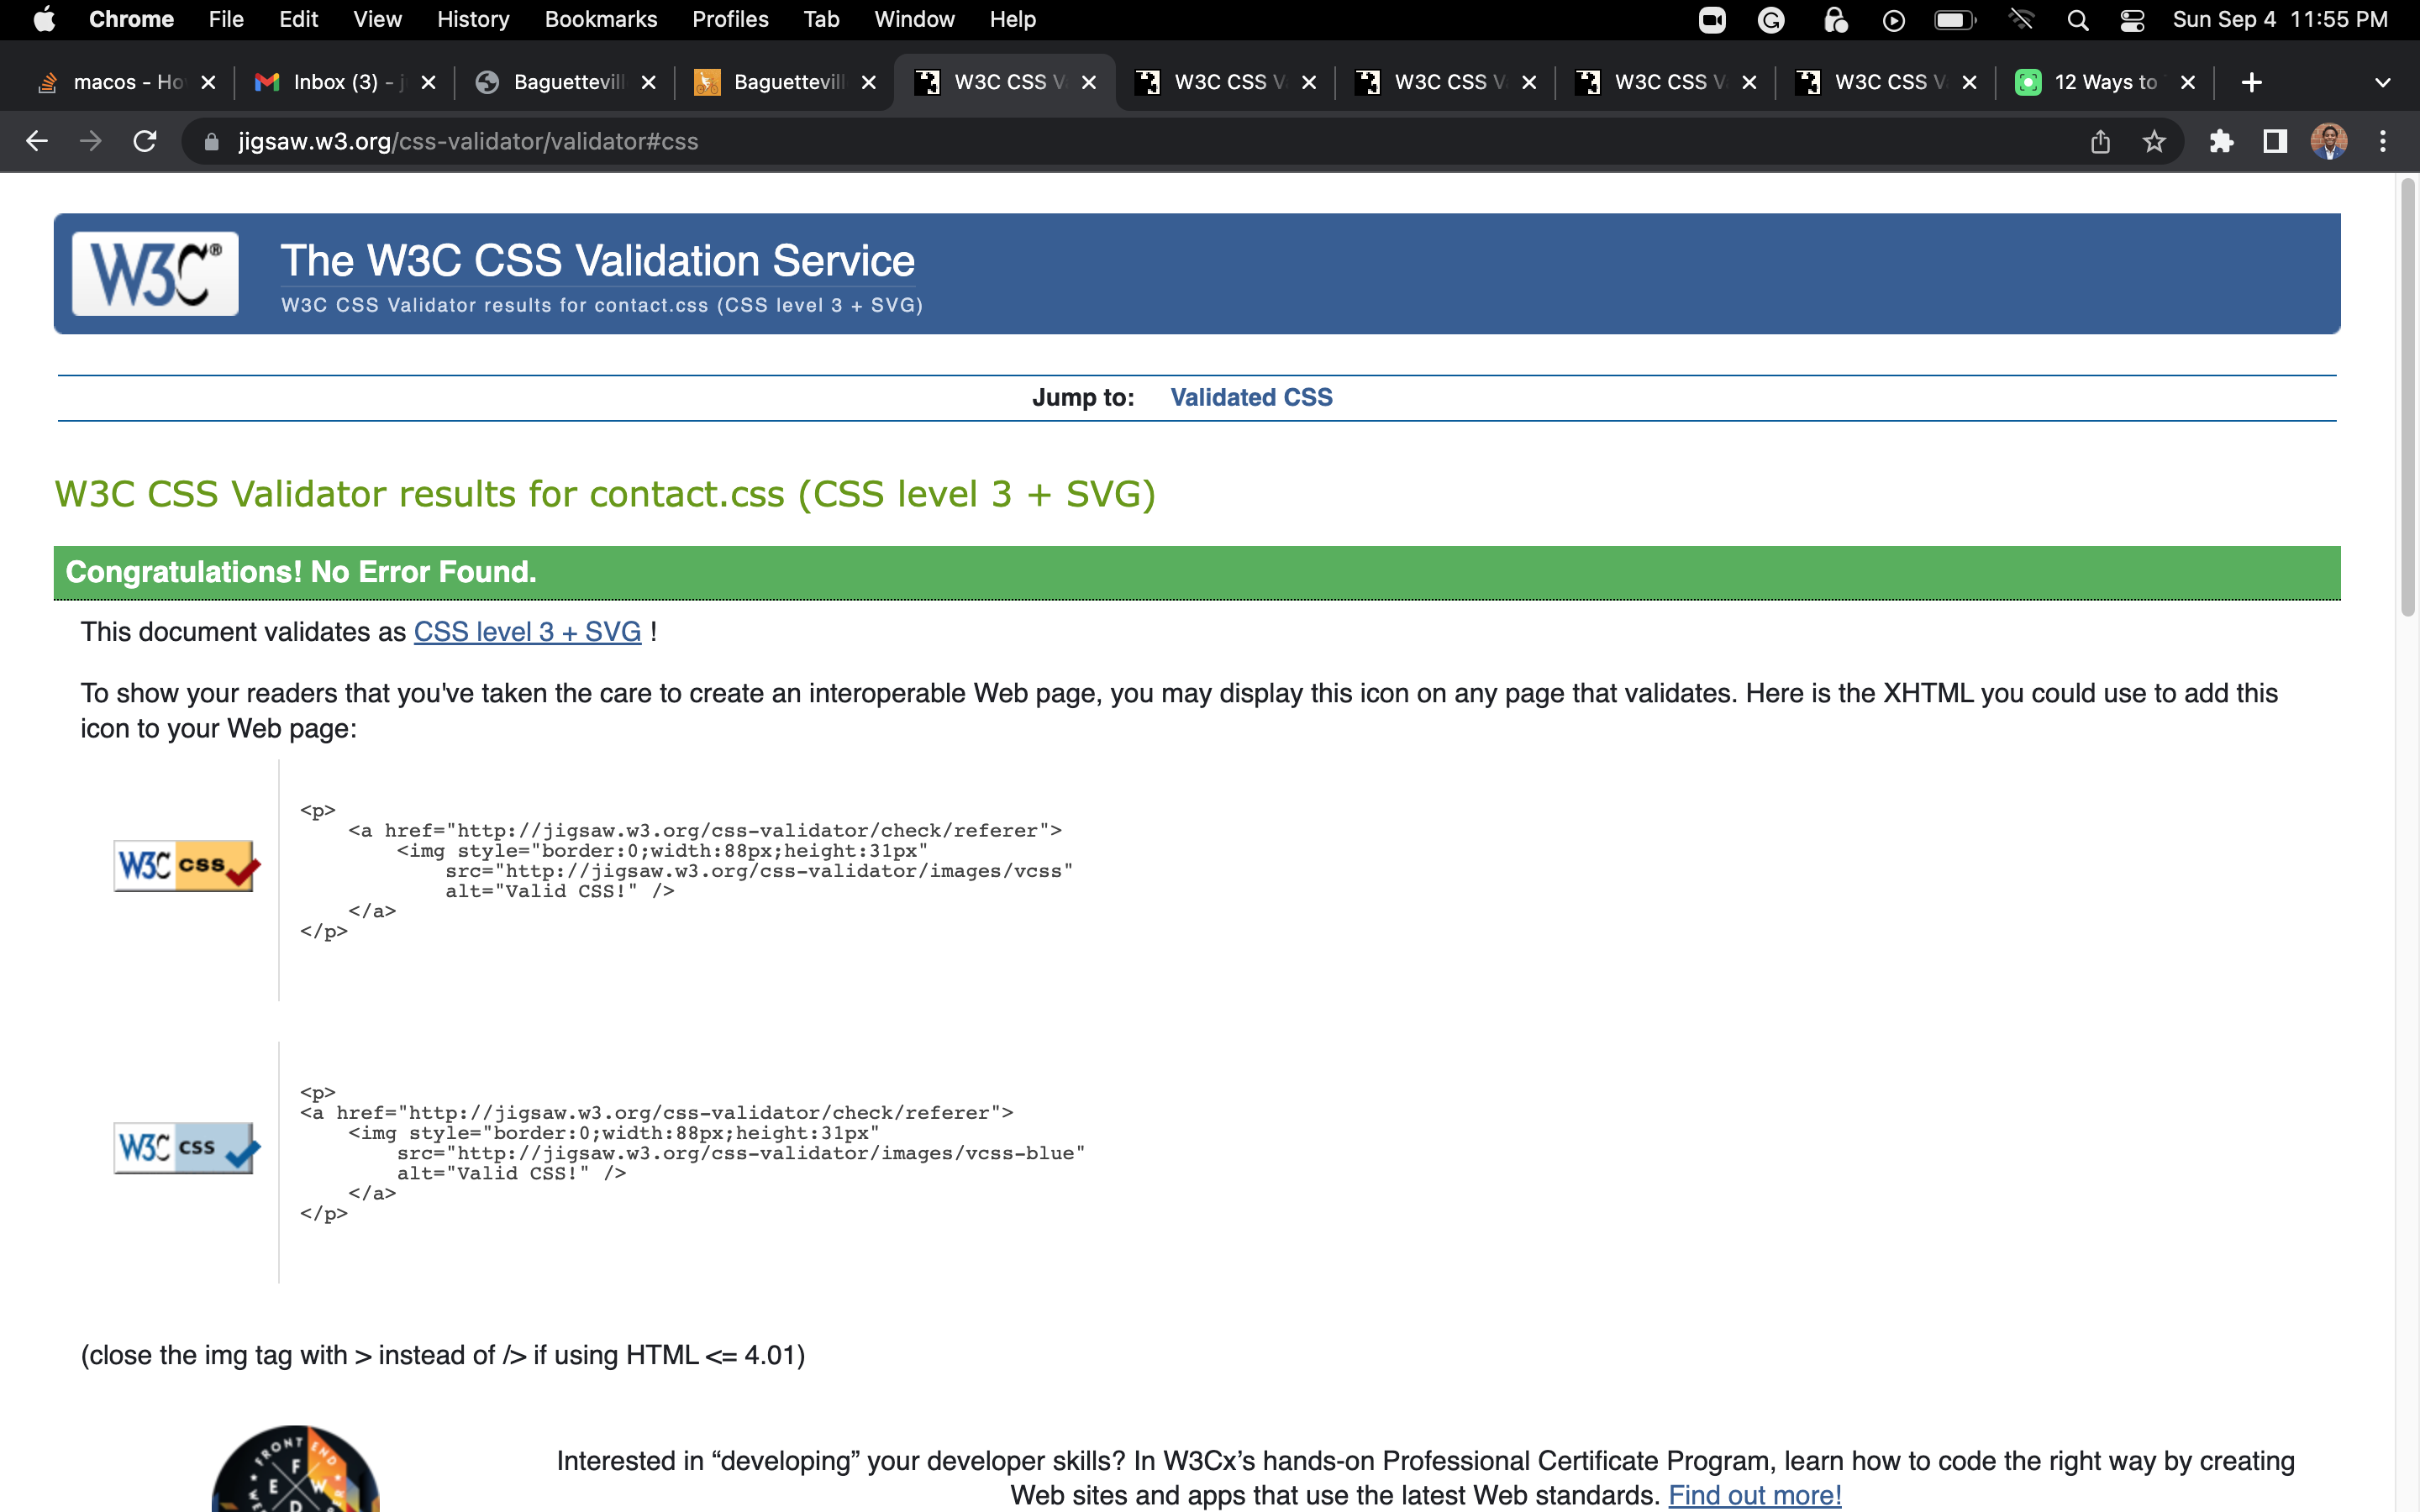 Chrome File Edit View History Bookmarks Profiles Tab Window Help Sun Sep 4 11:55 PM
macos - Ho Inbox (3) - j Baguettevill Baguettevill W3C CSS V W3C CSS V W3C CSS V W3C CSS V W3C CSS V 12 Ways to
jigsaw.w3.org/css-validator/validator#css
W3C®
The W3C CSS Validation Service
W3C CSS Validator results for contact.css (CSS level 3 + SVG)
Jump to: Validated CSS
W3C CSS Validator results for contact.css (CSS level 3 + SVG)
Congratulations! No Error Found.
This document validates as CSS level 3 + SVG !
To show your readers that you've taken the care to create an interoperable Web page, you may display this icon on any page that validates. Here is the XHTML you could use to add this
icon to your Web page:
W3C css
<p>
<a href="http://jigsaw.w3.org/css-validator/check/referer">
<img style="border:0;width:88px;height:31px"
src="http://jigsaw.w3.org/css-validator/images/vcss"
alt="Valid CSS!" />
</a>
</p>
W3C css
<p>
<a href="http://jigsaw.w3.org/css-validator/check/referer">
<img style="border:0;width:88px;height:31px"
src="http://jigsaw.w3.org/css-validator/images/vcss-blue"
alt="Valid CSS!" />
</a>
</p>
(close the img tag with > instead of /> if using HTML <= 4.01)
FRONT END
F E W D
Interested in “developing” your developer skills? In W3Cx’s hands-on Professional Certificate Program, learn how to code the right way by creating
Web sites and apps that use the latest Web standards. Find out more!